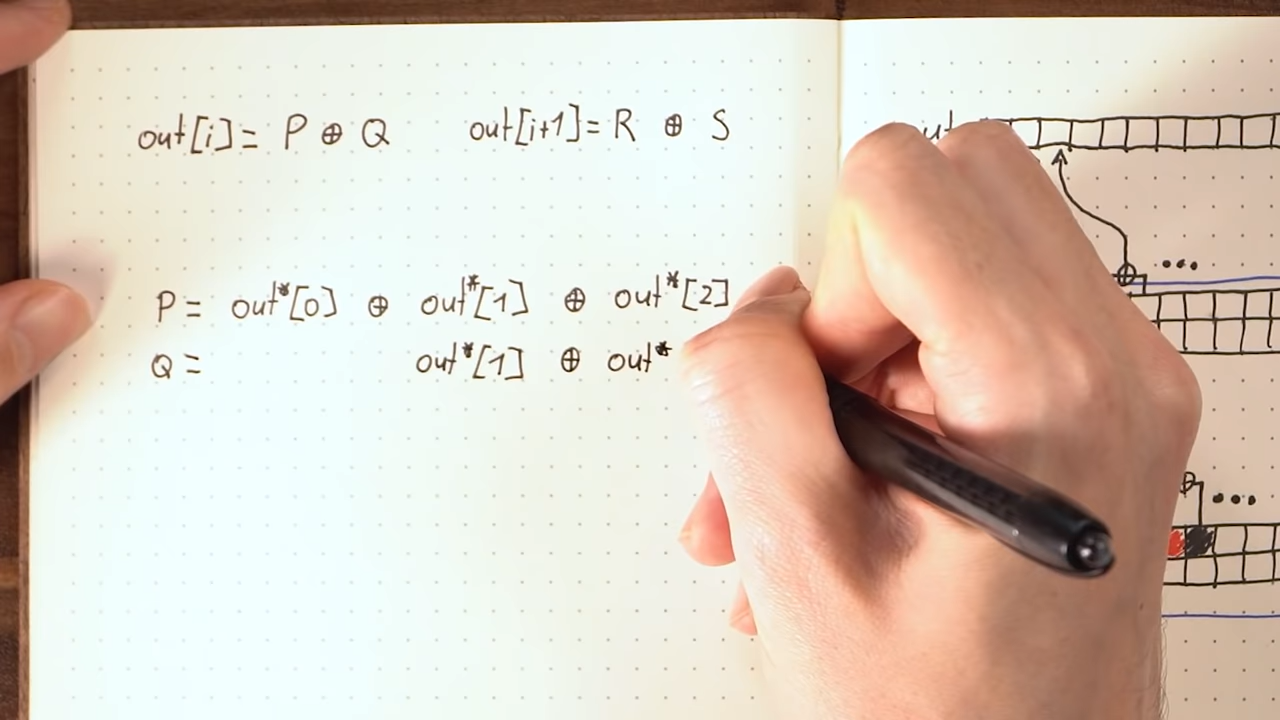 out[i] = P ⊕ Q out[i+1] = R ⊕ S
P = out*[0] ⊕ out*[1] ⊕ out*[2]
Q = out*[1] ⊕ out*